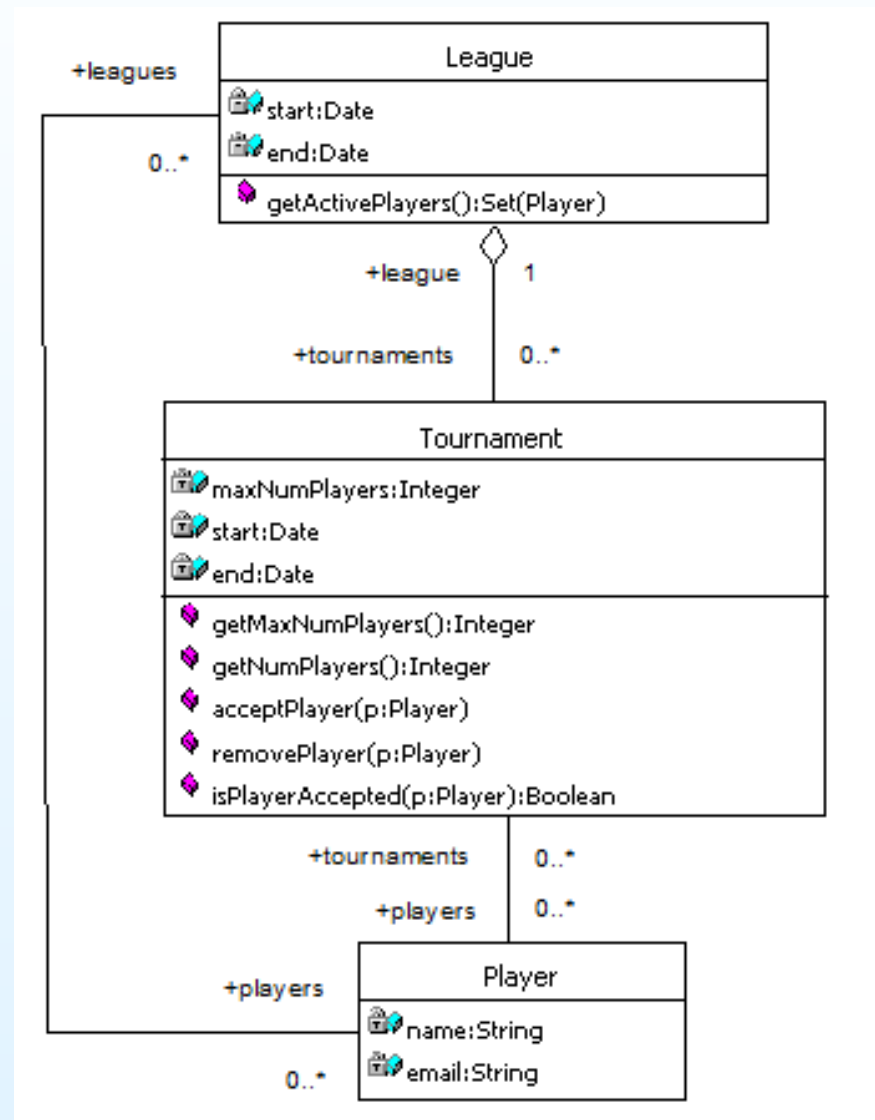 League
+leagues
start:Date
end:Date
0..*
getActivePlayers():Set(Player)
+league 1
+tournaments 0..*
Tournament
maxNumPlayers:Integer
start:Date
end:Date
getMaxNumPlayers():Integer
getNumPlayers():Integer
acceptPlayer(p:Player)
removePlayer(p:Player)
isPlayerAccepted(p:Player):Boolean
+tournaments 0..*
+players 0..*
Player
+players
name:String
email:String
0..*